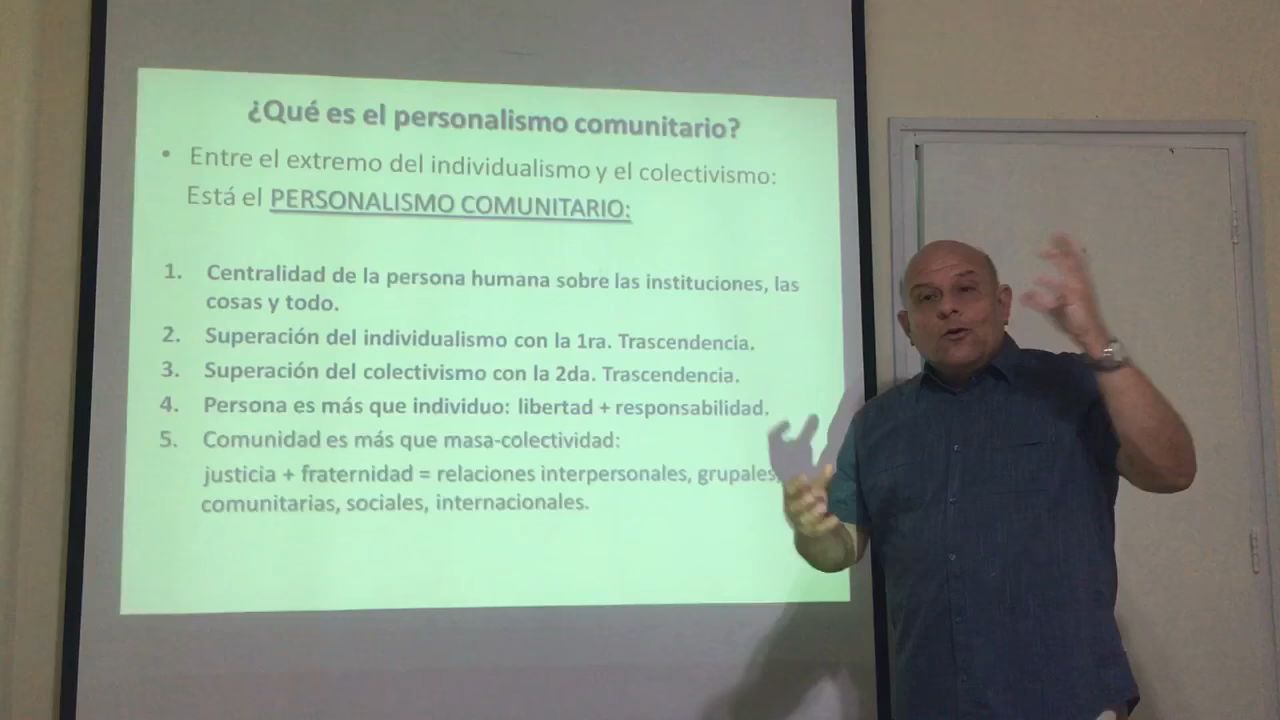 ¿Qué es el personalismo comunitario?
• Entre el extremo del individualismo y el colectivismo:
Está el PERSONALISMO COMUNITARIO:
1. Centralidad de la persona humana sobre las instituciones, las
cosas y todo.
2. Superación del individualismo con la 1ra. Trascendencia.
3. Superación del colectivismo con la 2da. Trascendencia.
4. Persona es más que individuo: libertad + responsabilidad.
5. Comunidad es más que masa-colectividad:
justicia + fraternidad = relaciones interpersonales, grupales,
comunitarias, sociales, internacionales.